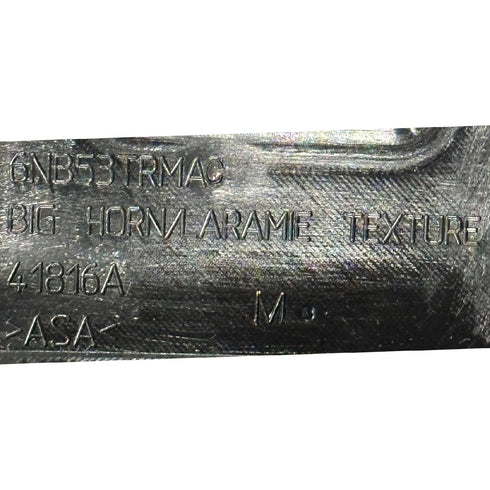 6NB53TRMAC
BIG HORN/LARAMIE TEXTURE
41816A
M
>ASA<